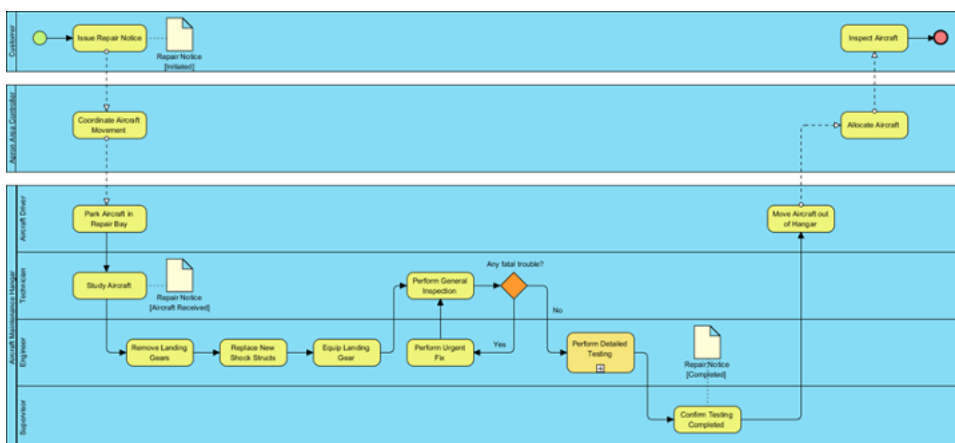 Customer
Issue Repair Notice
Repair Notice
[Initiated]
Inspect Aircraft
Apron Area Controller
Coordinate Aircraft
Movement
Allocate Aircraft
Aircraft Maintenance Hangar
Aircraft Driver
Park Aircraft in
Repair Bay
Move Aircraft out
of Hangar
Technician
Study Aircraft
Repair Notice
[Aircraft Received]
Perform General
Inspection
Any fatal trouble?
No
Yes
Engineer
Remove Landing
Gears
Replace New
Shock Structs
Equip Landing
Gear
Perform Urgent
Fix
Perform Detailed
Testing
Repair Notice
[Completed]
Supervisor
Confirm Testing
Completed